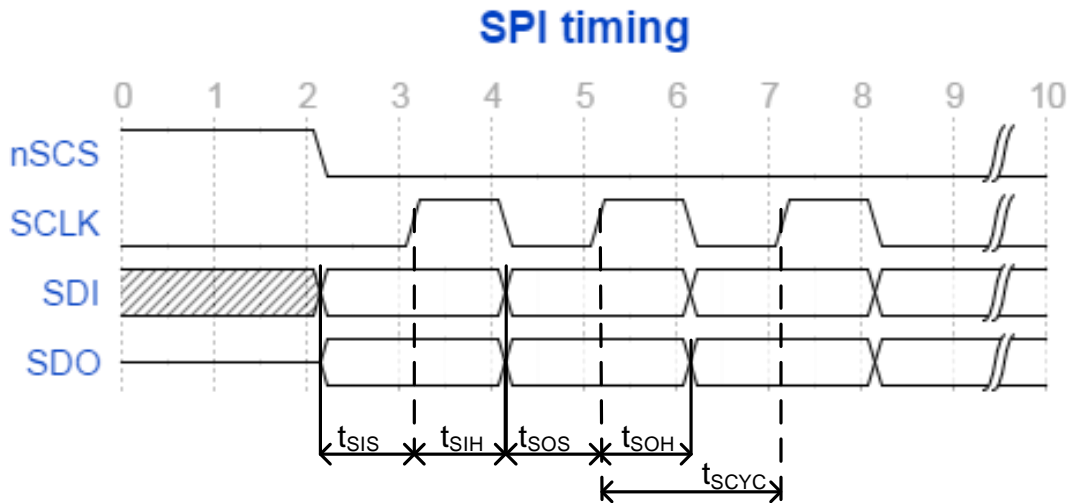 SPI timing
0 1 2 3 4 5 6 7 8 9 10
nSCS
SCLK
SDI
SDO
tSIS tSIH tSOS tSOH
tSCYC